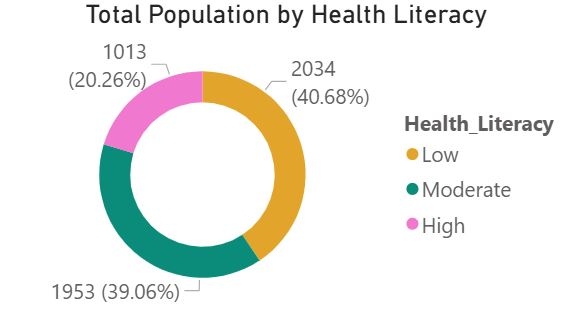 Total Population by Health Literacy
1013
(20.26%)
2034
(40.68%)
1953 (39.06%)
Health_Literacy
Low
Moderate
High